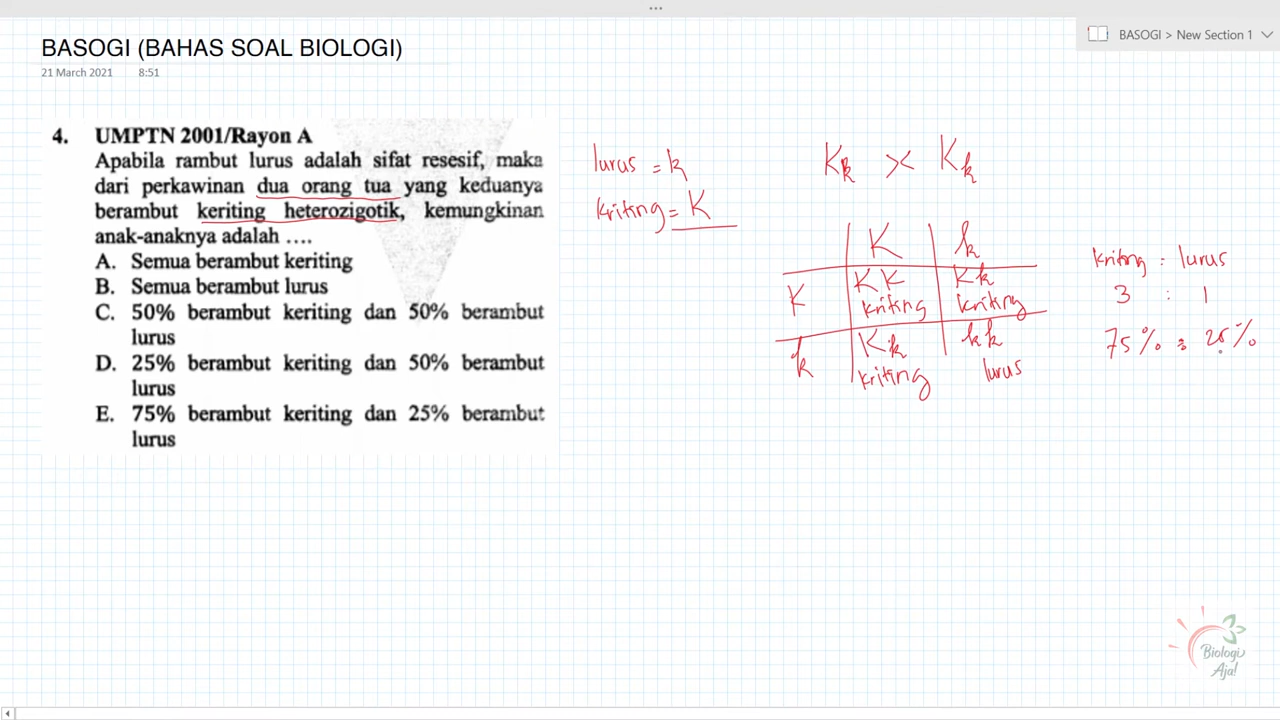 BASOGI (BAHAS SOAL BIOLOGI)
21 March 2021 8:51
BASOGI > New Section 1
4. UMPTN 2001/Rayon A
Apabila rambut lurus adalah sifat resesif, maka
dari perkawinan dua orang tua yang keduanya
berambut keriting heterozigotik, kemungkinan
anak-anaknya adalah ....
A. Semua berambut keriting
B. Semua berambut lurus
C. 50% berambut keriting dan 50% berambut
lurus
D. 25% berambut keriting dan 50% berambut
lurus
E. 75% berambut keriting dan 25% berambut
lurus
lurus = k
kriting = K
Kk × Kk
K k
K KK Kk
kriting kriting
k Kk kk
kriting lurus
kriting : lurus
3 : 1
75% : 25%
Biologi
Aja!